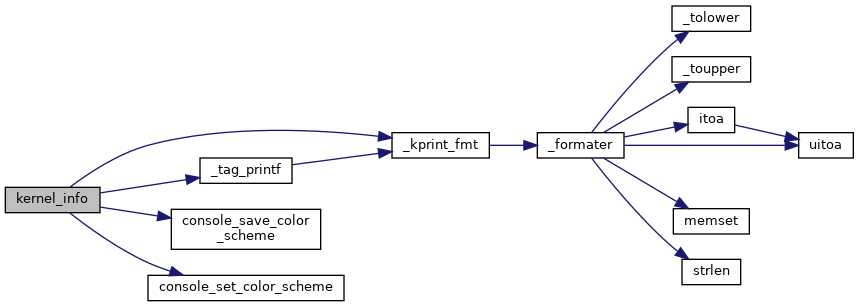 kernel_info
_tag_printf
console_save_color
_scheme
console_set_color_scheme
_kprint_fmt
_formater
_tolower
_toupper
itoa
uitoa
memset
strlen